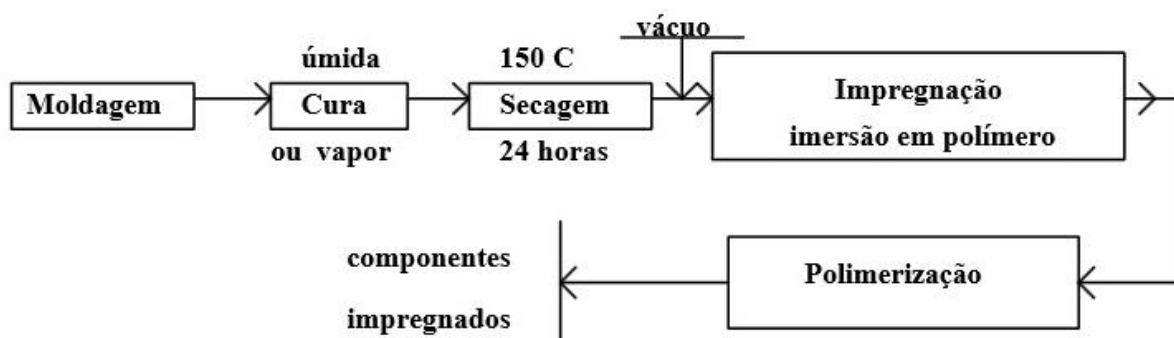 vácuo
úmida
150 C
Moldagem
Cura
Secagem
Impregnação
imersão em polímero
ou vapor
24 horas
componentes
impregnados
Polimerização